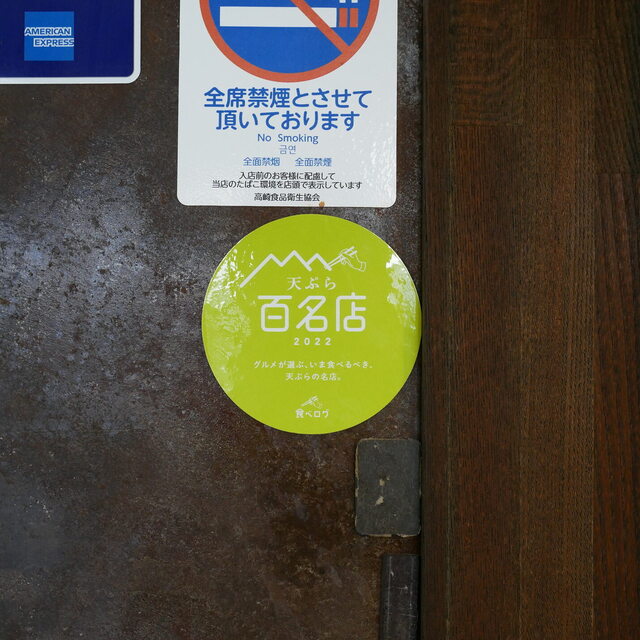 AMERICAN
EXPRESS
全席禁煙とさせて
頂いております
No Smoking
금연
全面禁烟 全面禁煙
入店前のお客様に配慮して
当店のたばこ環境を店頭で表示しています
高崎食品衛生協会
天ぷら
百名店
2022
グルメが選ぶ、いま食べるべき、
天ぷらの名店。
食べログ